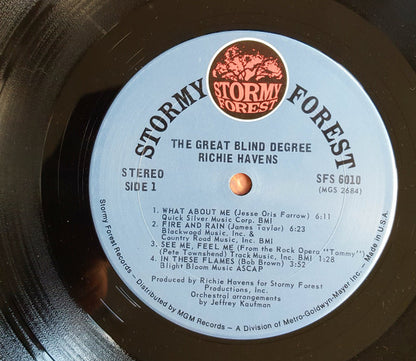 STORMY FOREST
STORMY
FOREST
THE GREAT BLIND DEGREE
RICHIE HAVENS
STEREO
SIDE 1
SFS 6010
(MGS 2684)
1. WHAT ABOUT ME (Jesse Oris Farrow) 6:11
Quick Silver Music Corp. BMI
2. FIRE AND RAIN (James Taylor) 6:23
Blackwood Music, Inc. &
Country Road Music, Inc. BMI
3. SEE ME, FEEL ME (From the Rock Opera "Tommy")
(Pete Townshend) Track Music, Inc. BMI 1:28
4. IN THESE FLAMES (Bob Brown) 3:52
Blight Bloom Music ASCAP
Produced by Richie Havens for Stormy Forest
Productions, Inc.
Orchestral arrangements
by Jeffrey Kaufman
Stormy Forest Records - Distributed by MGM Records - A Division of Metro-Goldwyn-Mayer Inc. - Made in U.S.A.